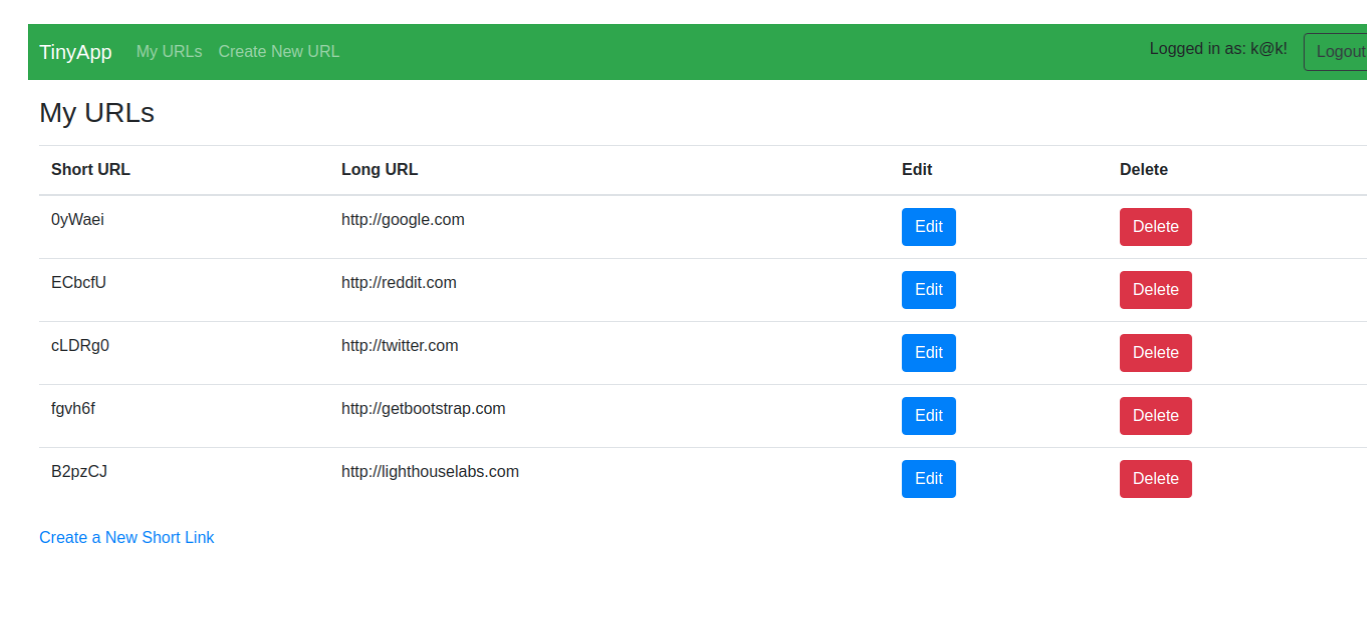 TinyApp My URLs Create New URL Logged in as: k@k! Logout
My URLs
Short URL Long URL Edit Delete
0yWaei http://google.com Edit Delete
ECbcfU http://reddit.com Edit Delete
cLDRg0 http://twitter.com Edit Delete
fgvh6f http://getbootstrap.com Edit Delete
B2pzCJ http://lighthouselabs.com Edit Delete
Create a New Short Link